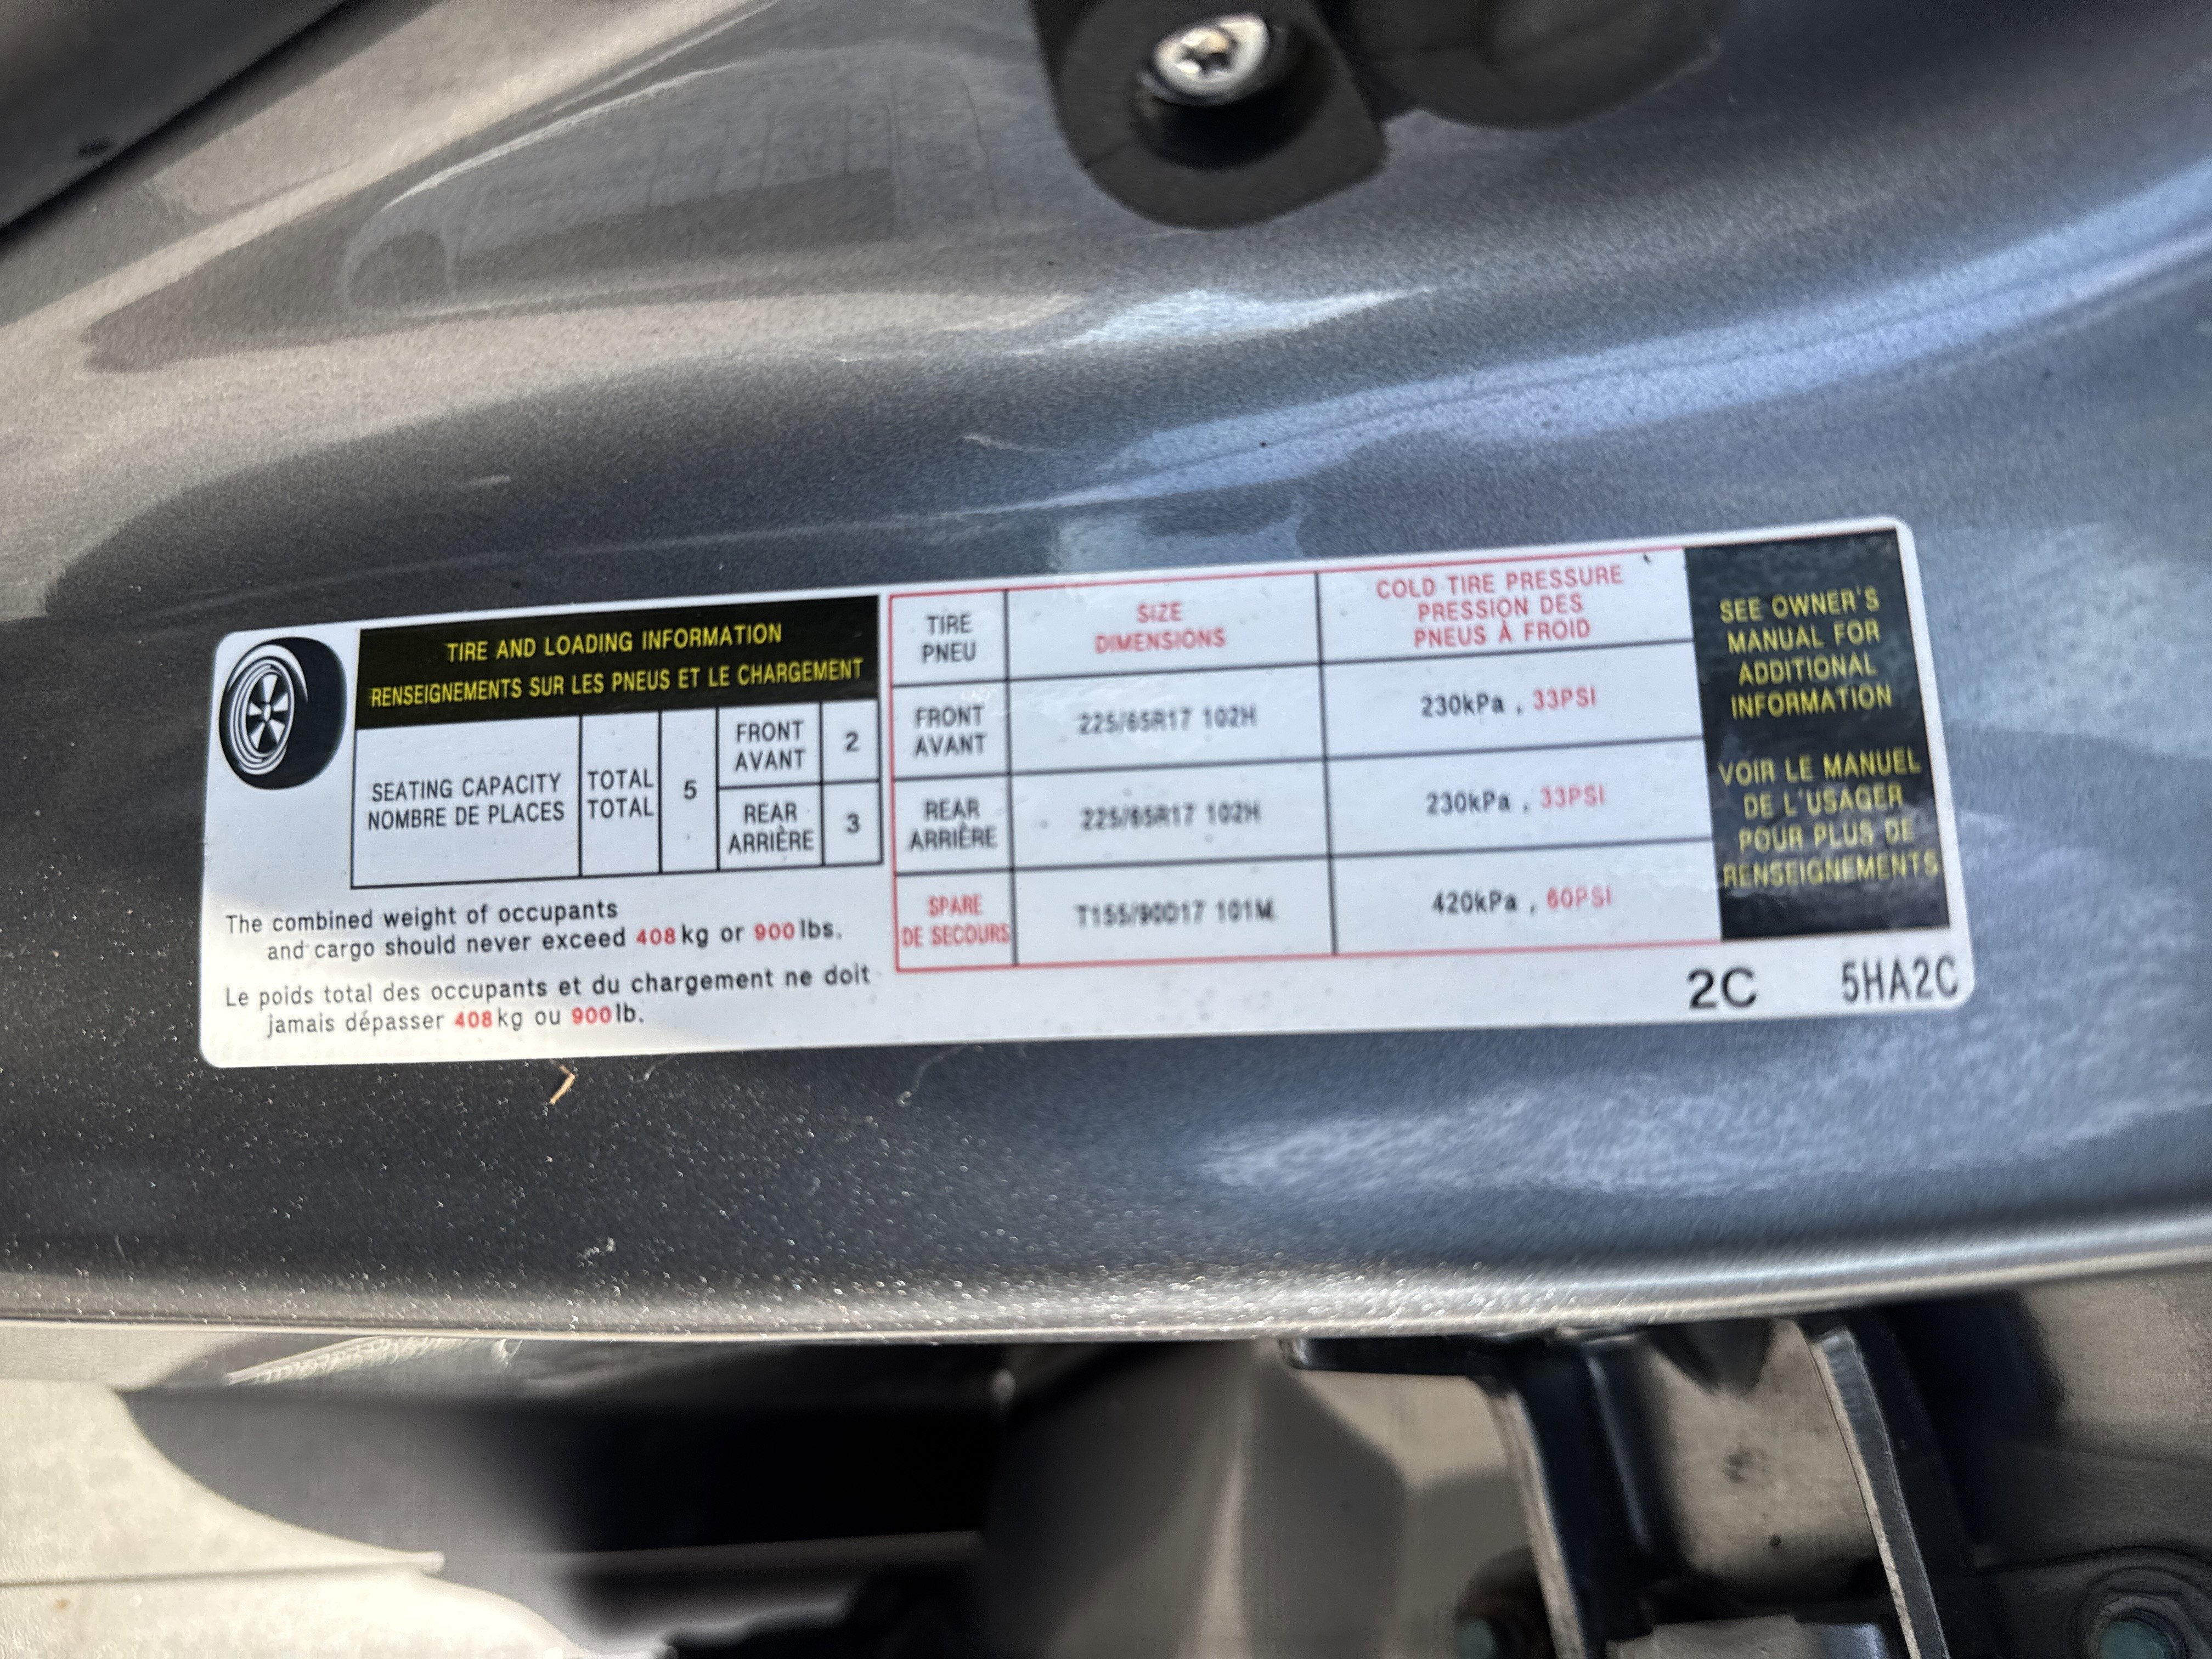 TIRE AND LOADING INFORMATION
RENSEIGNEMENTS SUR LES PNEUS ET LE CHARGEMENT
SEATING CAPACITY
NOMBRE DE PLACES
TOTAL
TOTAL
5
FRONT
AVANT
2
REAR
ARRIÈRE
3
The combined weight of occupants
and cargo should never exceed 408 kg or 900 lbs.
Le poids total des occupants et du chargement ne doit
jamais dépasser 408 kg ou 900 lb.
TIRE
PNEU
SIZE
DIMENSIONS
COLD TIRE PRESSURE
PRESSION DES
PNEUS À FROID
FRONT
AVANT
225/65R17 102H
230kPa , 33PSI
REAR
ARRIÈRE
225/65R17 102H
230kPa , 33PSI
SPARE
DE SECOURS
T155/90D17 101M
420kPa , 60PSI
SEE OWNER'S
MANUAL FOR
ADDITIONAL
INFORMATION
VOIR LE MANUEL
DE L'USAGER
POUR PLUS DE
RENSEIGNEMENTS
2C 5HA2C